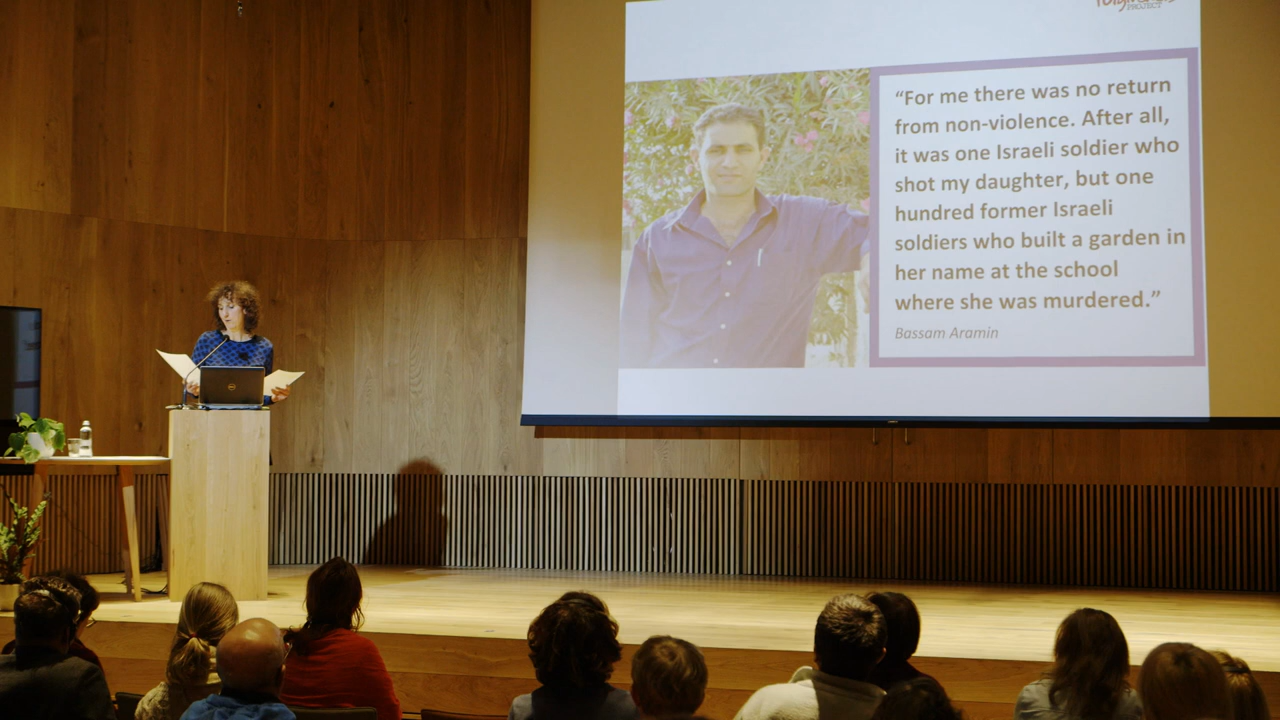 PROJECT
“For me there was no return
from non-violence. After all,
it was one Israeli soldier who
shot my daughter, but one
hundred former Israeli
soldiers who built a garden in
her name at the school
where she was murdered.”
Bassam Aramin